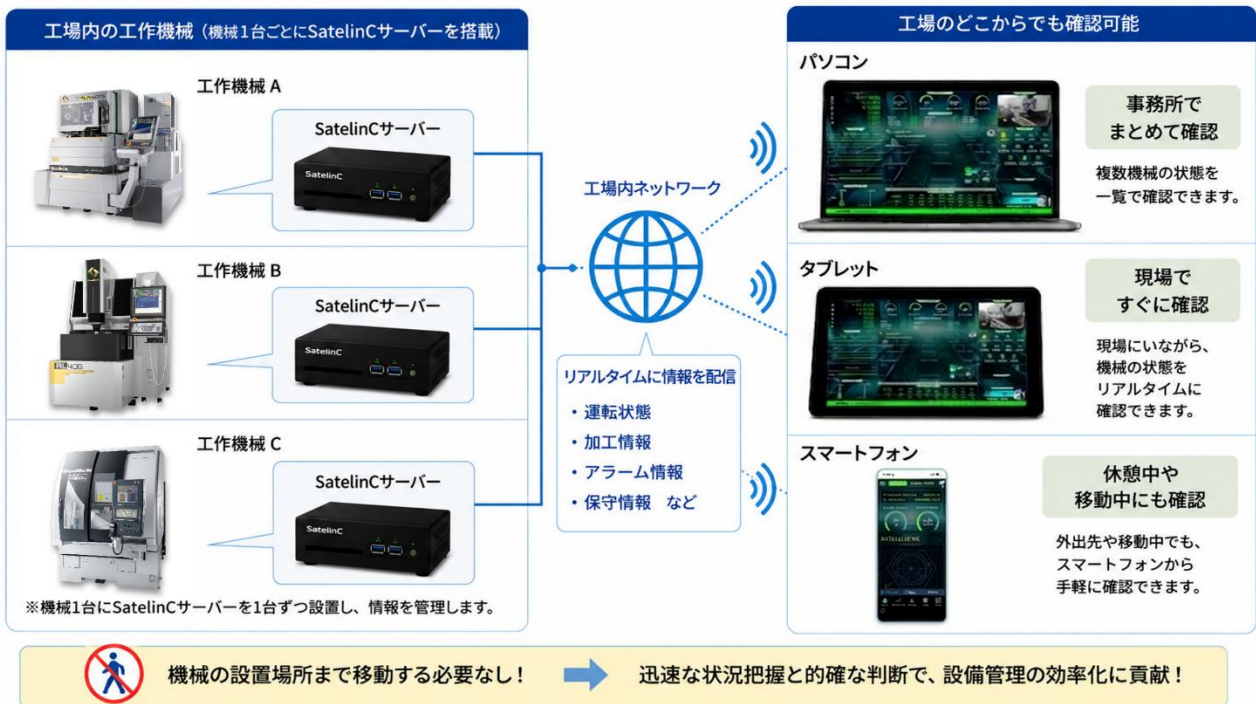 工場内の工作機械（機械1台ごとにSatelinCサーバーを搭載）
工作機械 A
SatelinCサーバー
SatelinC
工作機械 B
SatelinCサーバー
SatelinC
工作機械 C
SatelinCサーバー
SatelinC
※機械1台にSatelinCサーバーを1台ずつ設置し、情報を管理します。
工場内ネットワーク
リアルタイムに情報を配信
・運転状態
・加工情報
・アラーム情報
・保守情報 など
工場のどこからでも確認可能
パソコン
事務所で
まとめて確認
複数機械の状態を
一覧で確認できます。
タブレット
現場で
すぐに確認
現場にいながら、
機械の状態を
リアルタイムに
確認できます。
スマートフォン
休憩中や
移動中にも確認
外出先や移動中でも、
スマートフォンから
手軽に確認できます。
機械の設置場所まで移動する必要なし！
迅速な状況把握と的確な判断で、設備管理の効率化に貢献！